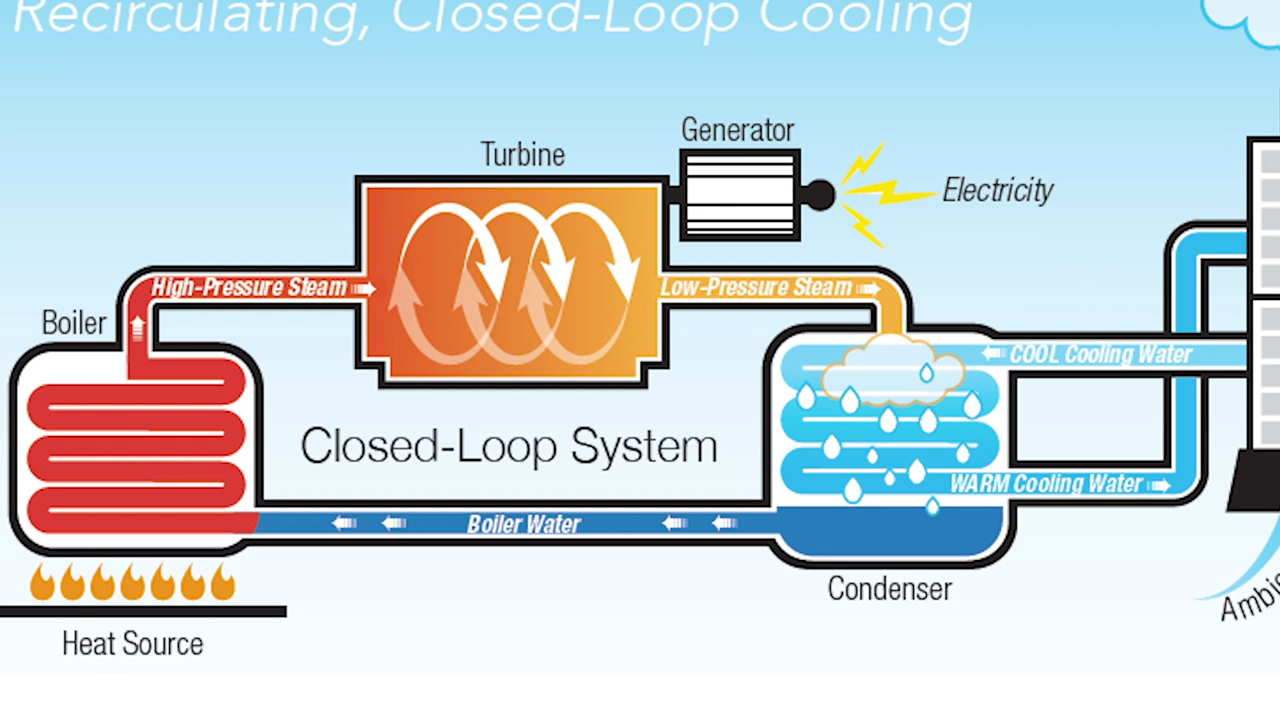 Recirculating, Closed-Loop Cooling
Generator
Turbine
Electricity
High-Pressure Steam
Low-Pressure Steam
Boiler
COOL Cooling Water
Closed-Loop System
WARM Cooling Water
Boiler Water
Condenser
Heat Source